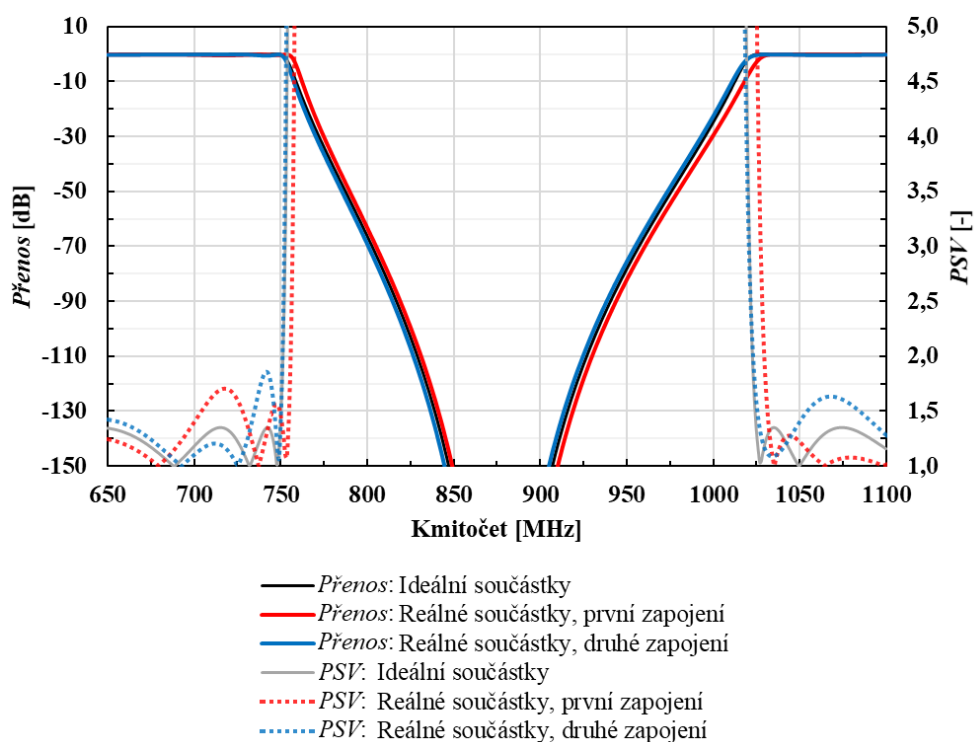 10
-10
-30
-50
-70
-90
-110
-130
-150
Přenos [dB]
5,0
4,5
4,0
3,5
3,0
2,5
2,0
1,5
1,0
PSV [-]
650 700 750 800 850 900 950 1000 1050 1100
Kmitočet [MHz]
Přenos: Ideální součástky
Přenos: Reálné součástky, první zapojení
Přenos: Reálné součástky, druhé zapojení
PSV: Ideální součástky
PSV: Reálné součástky, první zapojení
PSV: Reálné součástky, druhé zapojení